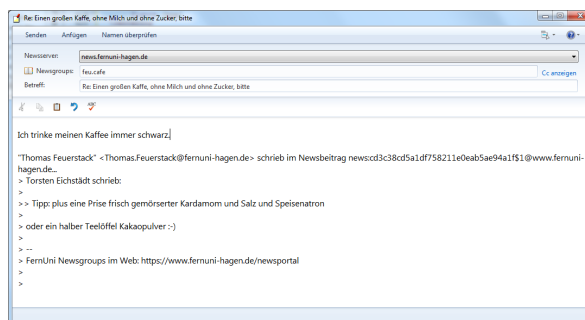 Re: Einen großen Kaffe, ohne Milch und ohne Zucker, bitte
Senden Anfügen Namen überprüfen
Newsserver: news.fernuni-hagen.de
Newsgroups: feu.cafe Cc anzeigen
Betreff: Re: Einen großen Kaffe, ohne Milch und ohne Zucker, bitte
Ich trinke meinen Kaffee immer schwarz.
"Thomas Feuerstack" <Thomas.Feuerstack@fernuni-hagen.de> schrieb im Newsbeitrag news:cd3c38cd5a1df758211e0eab5ae94a1f$1@www.fernuni-
hagen.de...
> Torsten Eichstädt schrieb:
>
>> Tipp: plus eine Prise frisch gemörserter Kardamom und Salz und Speisenatron
>
> oder ein halber Teelöffel Kakaopulver :-)
>
> --
> FernUni Newsgroups im Web: https://www.fernuni-hagen.de/newsportal
>
>